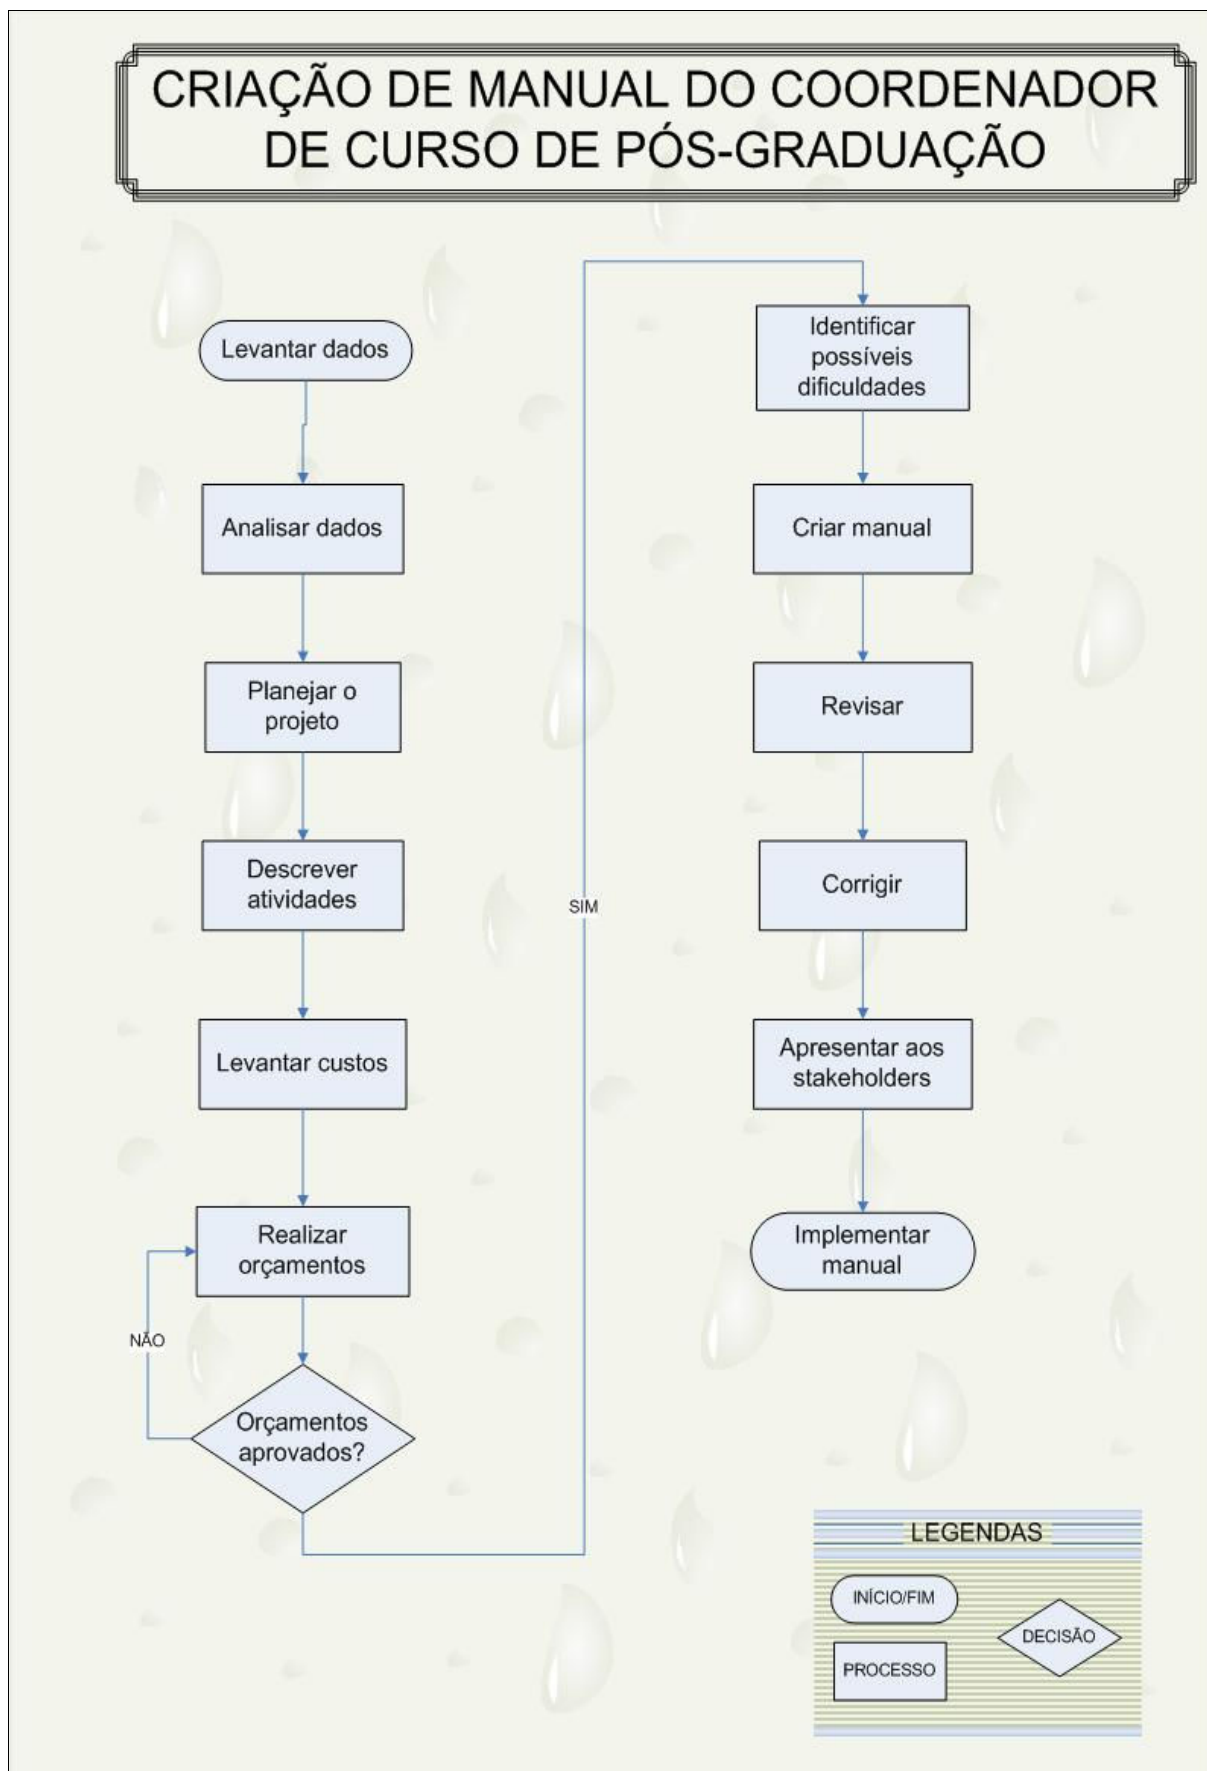 CRIAÇÃO DE MANUAL DO COORDENADOR
DE CURSO DE PÓS-GRADUAÇÃO
Levantar dados
Analisar dados
Planejar o
projeto
Descrever
atividades
Levantar custos
Realizar
orçamentos
NÃO
Orçamentos
aprovados?
SIM
Identificar
possíveis
dificuldades
Criar manual
Revisar
Corrigir
Apresentar aos
stakeholders
Implementar
manual
LEGENDAS
INÍCIO/FIM
DECISÃO
PROCESSO